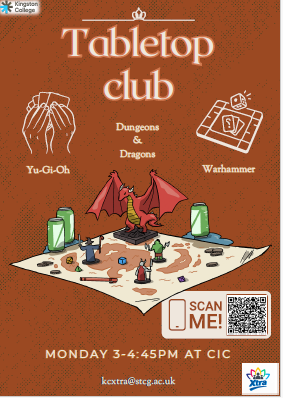 Kingston
College
Tabletop
club
Dungeons
&
Dragons
Yu-Gi-Oh
Warhammer
SCAN
ME!
MONDAY 3-4:45PM AT CIC
kcxtra@stcg.ac.uk
Xtra